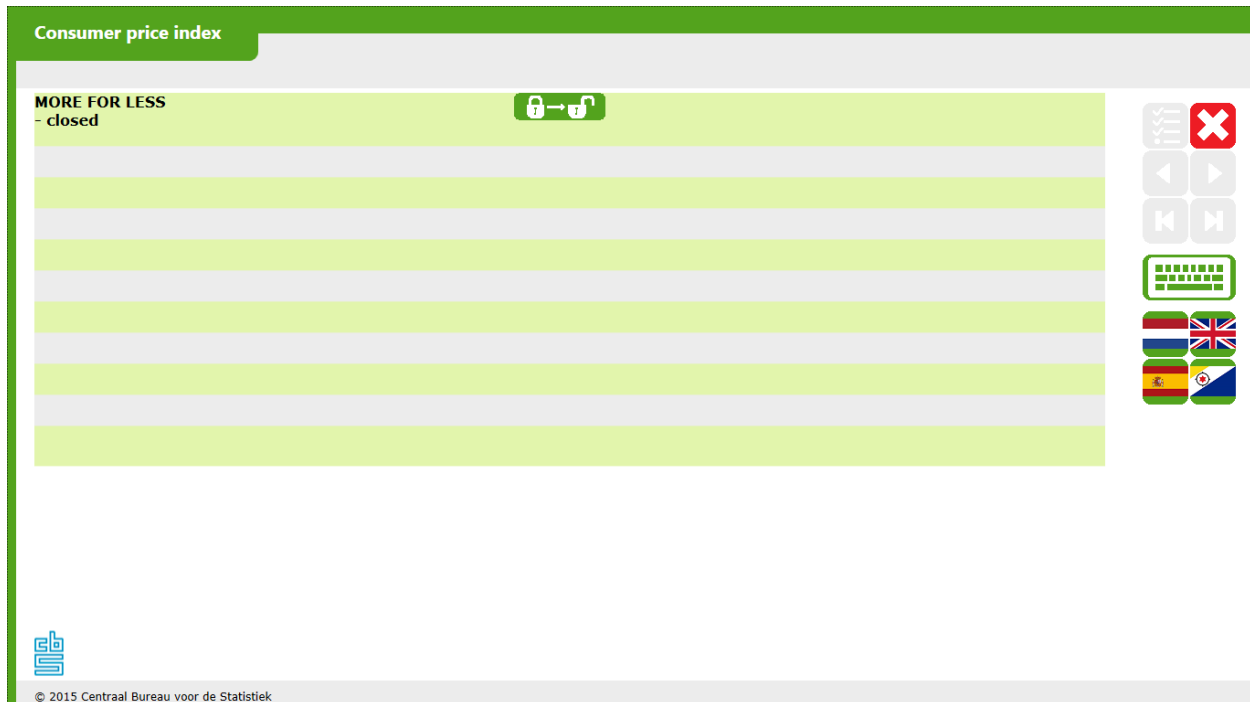 Consumer price index
MORE FOR LESS
- closed
cbs
© 2015 Centraal Bureau voor de Statistiek